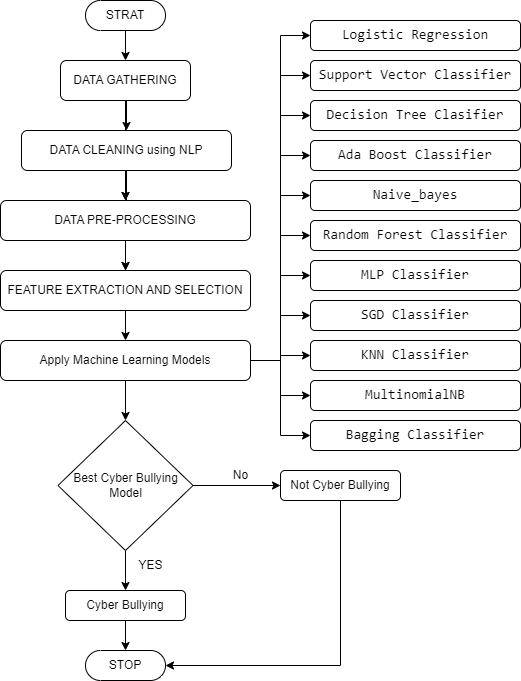 STRAT
DATA GATHERING
DATA CLEANING using NLP
DATA PRE-PROCESSING
FEATURE EXTRACTION AND SELECTION
Apply Machine Learning Models
Logistic Regression
Support Vector Classifier
Decision Tree Clasifier
Ada Boost Classifier
Naive_bayes
Random Forest Classifier
MLP Classifier
SGD Classifier
KNN Classifier
MultinomialNB
Bagging Classifier
Best Cyber Bullying
Model
No
Not Cyber Bullying
YES
Cyber Bullying
STOP